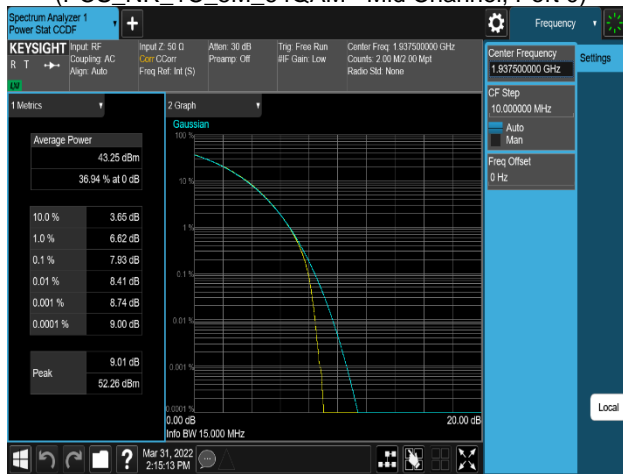 (PCS_NR_1C_5M_64QAM - Mid Channel, Port 0)
Spectrum Analyzer 1
Power Stat CCDF
+
Frequency
KEYSIGHT
R T
LXI
Input: RF
Coupling: AC
Align: Auto
Input Z: 50 Ω
Corr CCorr
Freq Ref: Int (S)
Atten: 30 dB
Preamp: Off
Trig: Free Run
#IF Gain: Low
Center Freq: 1.937500000 GHz
Counts: 2.00 M/2.00 Mpt
Radio Std: None
Center Frequency
1.937500000 GHz
Settings
CF Step
10.000000 MHz
Auto
Man
Freq Offset
0 Hz
Local
1 Metrics
Average Power
43.25 dBm
36.94 % at 0 dB
10.0 % 3.65 dB
1.0 % 6.62 dB
0.1 % 7.93 dB
0.01 % 8.41 dB
0.001 % 8.74 dB
0.0001 % 9.00 dB
Peak
9.01 dB
52.26 dBm
2 Graph
Gaussian
100 %
10 %
1 %
0.1 %
0.01 %
0.001 %
0.0001 %
0.00 dB
20.00 dB
Info BW 15.000 MHz
?
Mar 31, 2022
2:15:13 PM